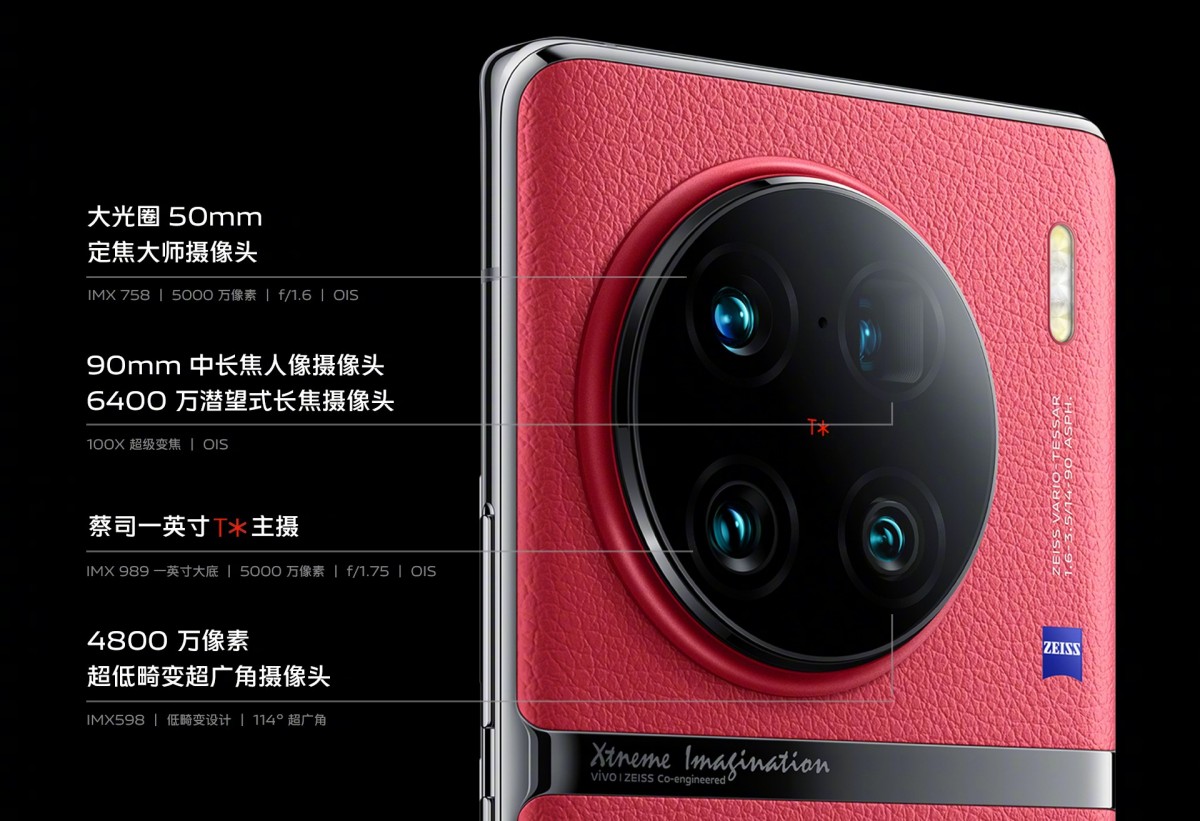 大光圈 50mm
定焦大师摄像头
IMX 758 | 5000 万像素 | f/1.6 | OIS
90mm 中长焦人像摄像头
6400 万潜望式长焦摄像头
100X 超级变焦 | OIS
蔡司一英寸 T* 主摄
IMX 989 一英寸大底 | 5000 万像素 | f/1.75 | OIS
4800 万像素
超低畸变超广角摄像头
IMX598 | 低畸变设计 | 114° 超广角
T*
ZEISS VARIO-TESSAR
1.6-3.5/14-90 ASPH.
ZEISS
Xtreme Imagination
vivo | ZEISS Co-engineered